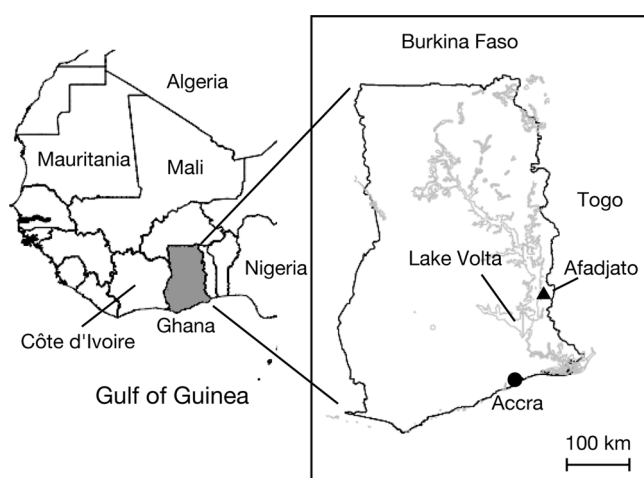 Algeria
Mauritania
Mali
Nigeria
Ghana
Côte d'Ivoire
Gulf of Guinea
Burkina Faso
Togo
Lake Volta
Afadjato
Accra
100 km